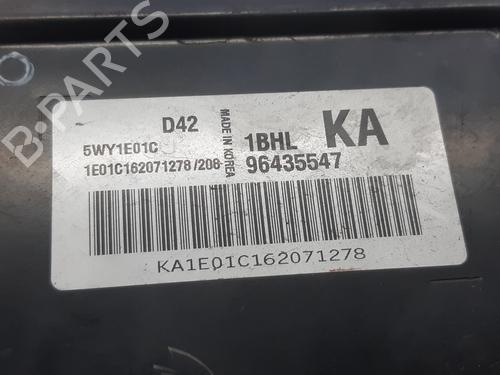 D42
MADE IN KOREA
1BHL
KA
5WY1E01C
1E01C162071278/208
96435547
KA1E01C162071278
B-PARTS